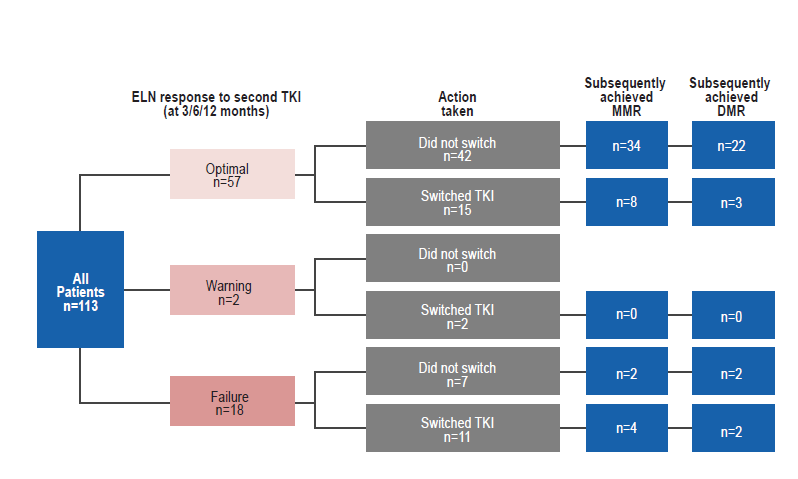 ELN response to second TKI
(at 3/6/12 months)
Action
taken
Subsequently
achieved
MMR
Subsequently
achieved
DMR
All
Patients
n=113
Optimal
n=57
Did not switch
n=42
n=34
n=22
Switched TKI
n=15
n=8
n=3
Warning
n=2
Did not switch
n=0
Switched TKI
n=2
n=0
n=0
Failure
n=18
Did not switch
n=7
n=2
n=2
Switched TKI
n=11
n=4
n=2